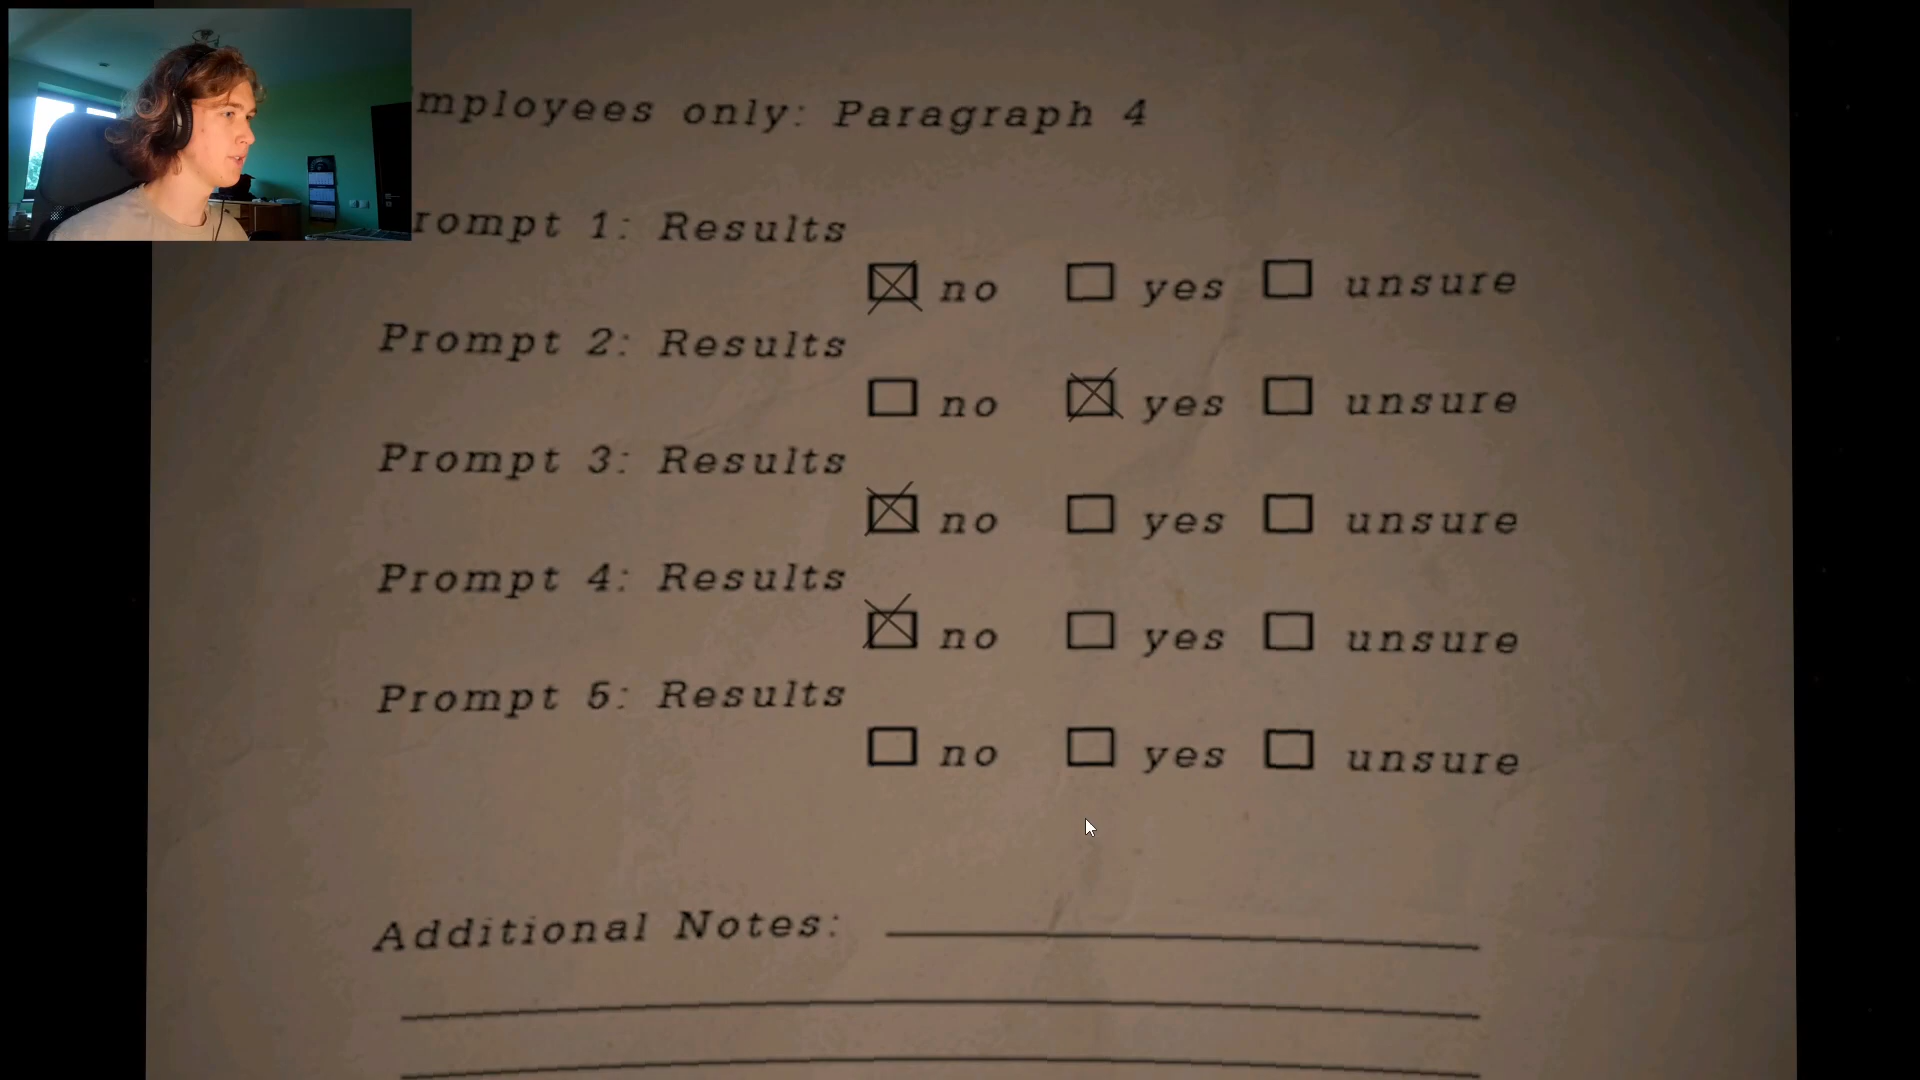 mployees only: Paragraph 4
rompt 1: Results
no yes unsure
Prompt 2: Results
no yes unsure
Prompt 3: Results
no yes unsure
Prompt 4: Results
no yes unsure
Prompt 5: Results
no yes unsure
Additional Notes: